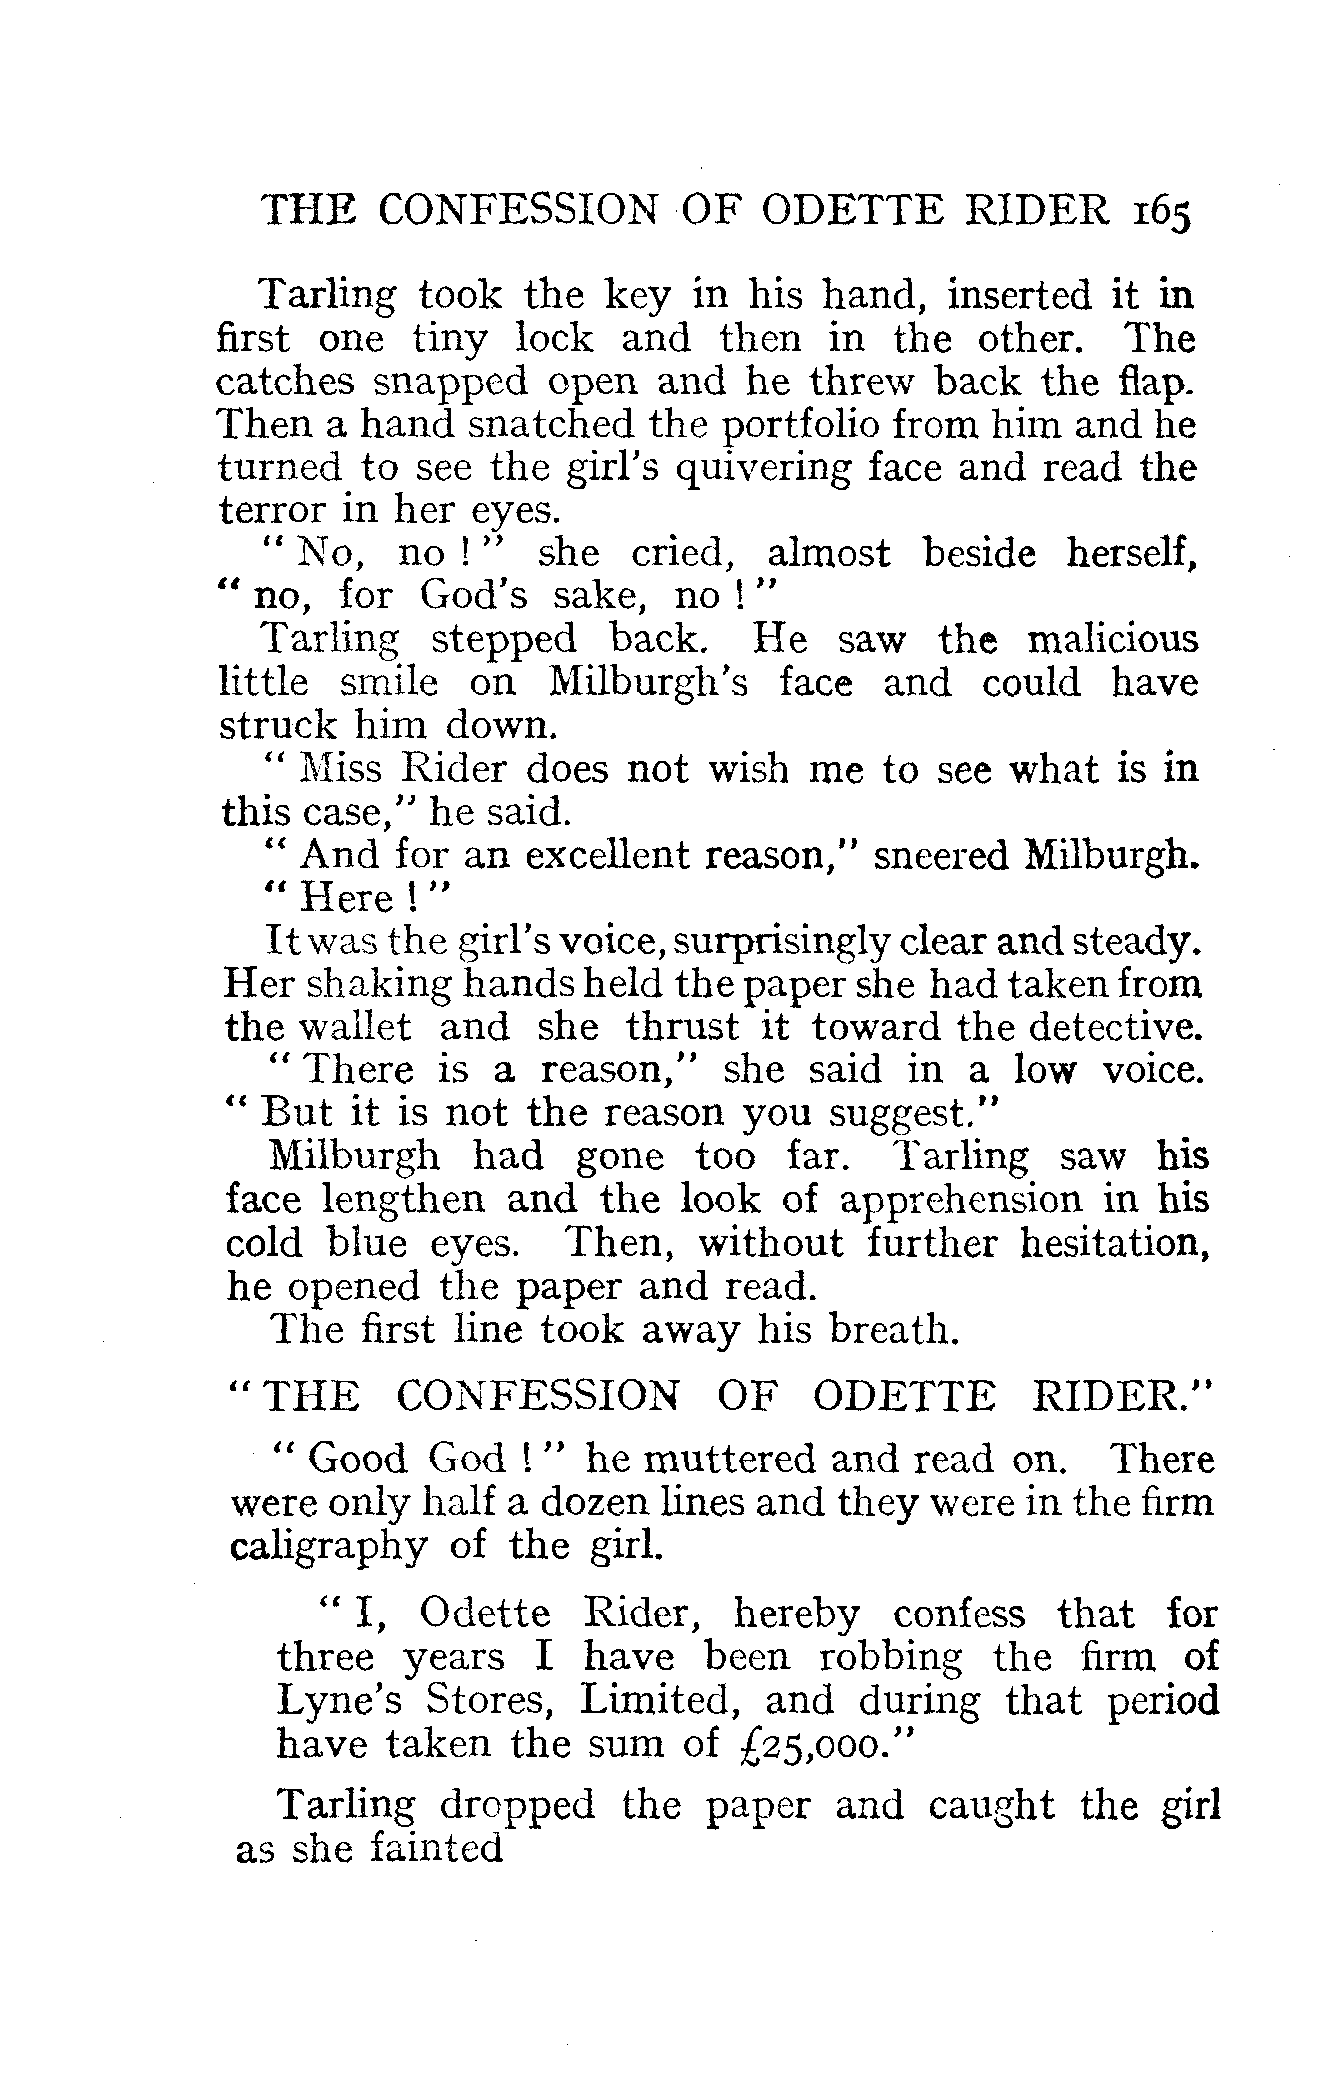 THE CONFESSION OF ODETTE RIDER 165
Tarling took the key in his hand, inserted it in
first one tiny lock and then in the other. The
catches snapped open and he threw back the flap.
Then a hand snatched the portfolio from him and he
turned to see the girl's quivering face and read the
terror in her eyes.
" No, no ! " she cried, almost beside herself,
" no, for God's sake, no ! "
Tarling stepped back. He saw the malicious
little smile on Milburgh's face and could have
struck him down.
" Miss Rider does not wish me to see what is in
this case," he said.
" And for an excellent reason," sneered Milburgh.
" Here ! "
It was the girl's voice, surprisingly clear and steady.
Her shaking hands held the paper she had taken from
the wallet and she thrust it toward the detective.
" There is a reason," she said in a low voice.
" But it is not the reason you suggest."
Milburgh had gone too far. Tarling saw his
face lengthen and the look of apprehension in his
cold blue eyes. Then, without further hesitation,
he opened the paper and read.
The first line took away his breath.
" THE CONFESSION OF ODETTE RIDER."
" Good God ! " he muttered and read on. There
were only half a dozen lines and they were in the firm
caligraphy of the girl.
" I, Odette Rider, hereby confess that for
three years I have been robbing the firm of
Lyne's Stores, Limited, and during that period
have taken the sum of £25,000."
Tarling dropped the paper and caught the girl
as she fainted